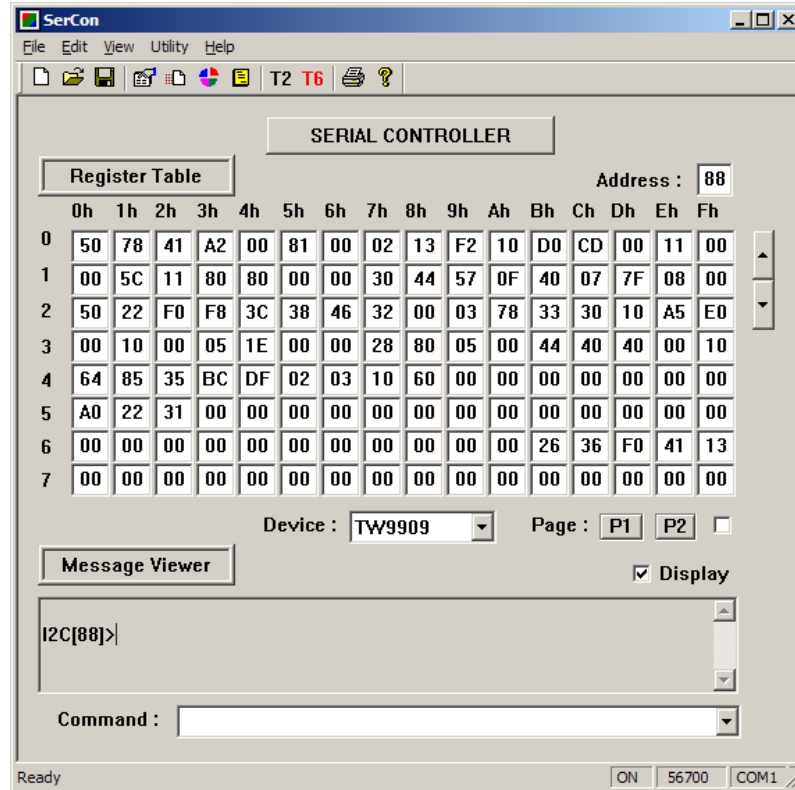 SerCon
File Edit View Utility Help
T2 T6
SERIAL CONTROLLER
Register Table Address : 88
0h 1h 2h 3h 4h 5h 6h 7h 8h 9h Ah Bh Ch Dh Eh Fh
0 50 78 41 A2 00 81 00 02 13 F2 10 D0 CD 00 11 00
1 00 5C 11 80 80 00 00 30 44 57 0F 40 07 7F 08 00
2 50 22 F0 F8 3C 38 46 32 00 03 78 33 30 10 A5 E0
3 00 10 00 05 1E 00 00 28 80 05 00 44 40 40 00 10
4 64 85 35 BC DF 02 03 10 60 00 00 00 00 00 00 00
5 A0 22 31 00 00 00 00 00 00 00 00 00 00 00 00 00
6 00 00 00 00 00 00 00 00 00 00 00 26 36 F0 41 13
7 00 00 00 00 00 00 00 00 00 00 00 00 00 00 00 00
Device : TW9909 Page : P1 P2
Message Viewer Display
I2C[88]>
Command :
Ready ON 56700 COM1